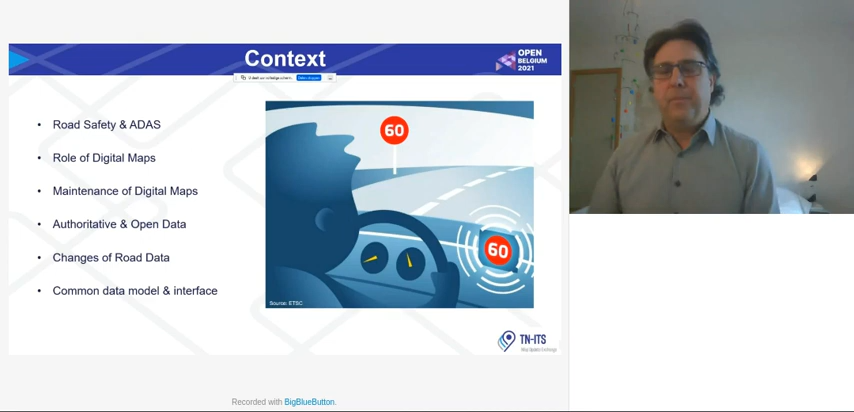 Context
OPEN
BELGIUM
2021
• Road Safety & ADAS
• Role of Digital Maps
• Maintenance of Digital Maps
• Authoritative & Open Data
• Changes of Road Data
• Common data model & interface
60
60
Source: ETSC
TN-ITS
Recorded with BigBlueButton.